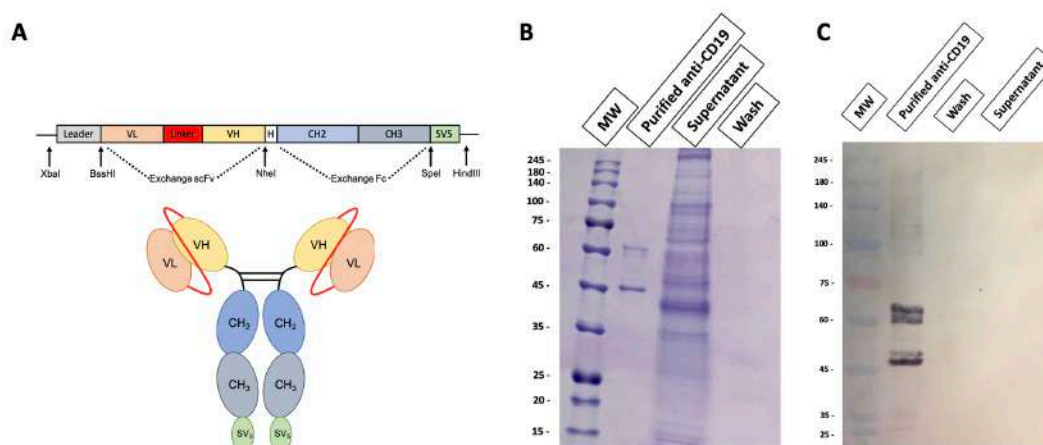 A
Leader VL Linker VH H CH2 CH3 SV5
XbaI BssHI Exchange scFv NheI Exchange Fc SpeI HindIII
VH VH
VL VL
CH₃ CH₂
CH₃ CH₃
SV₅ SV₅
B
MW Purified anti-CD19 Supernatant Wash
245 -
180 -
140 -
100 -
75 -
60 -
45 -
35 -
25 -
20 -
15 -
C
MW Purified anti-CD19 Wash Supernatant
245 -
180 -
140 -
100 -
75 -
60 -
45 -
35 -
25 -